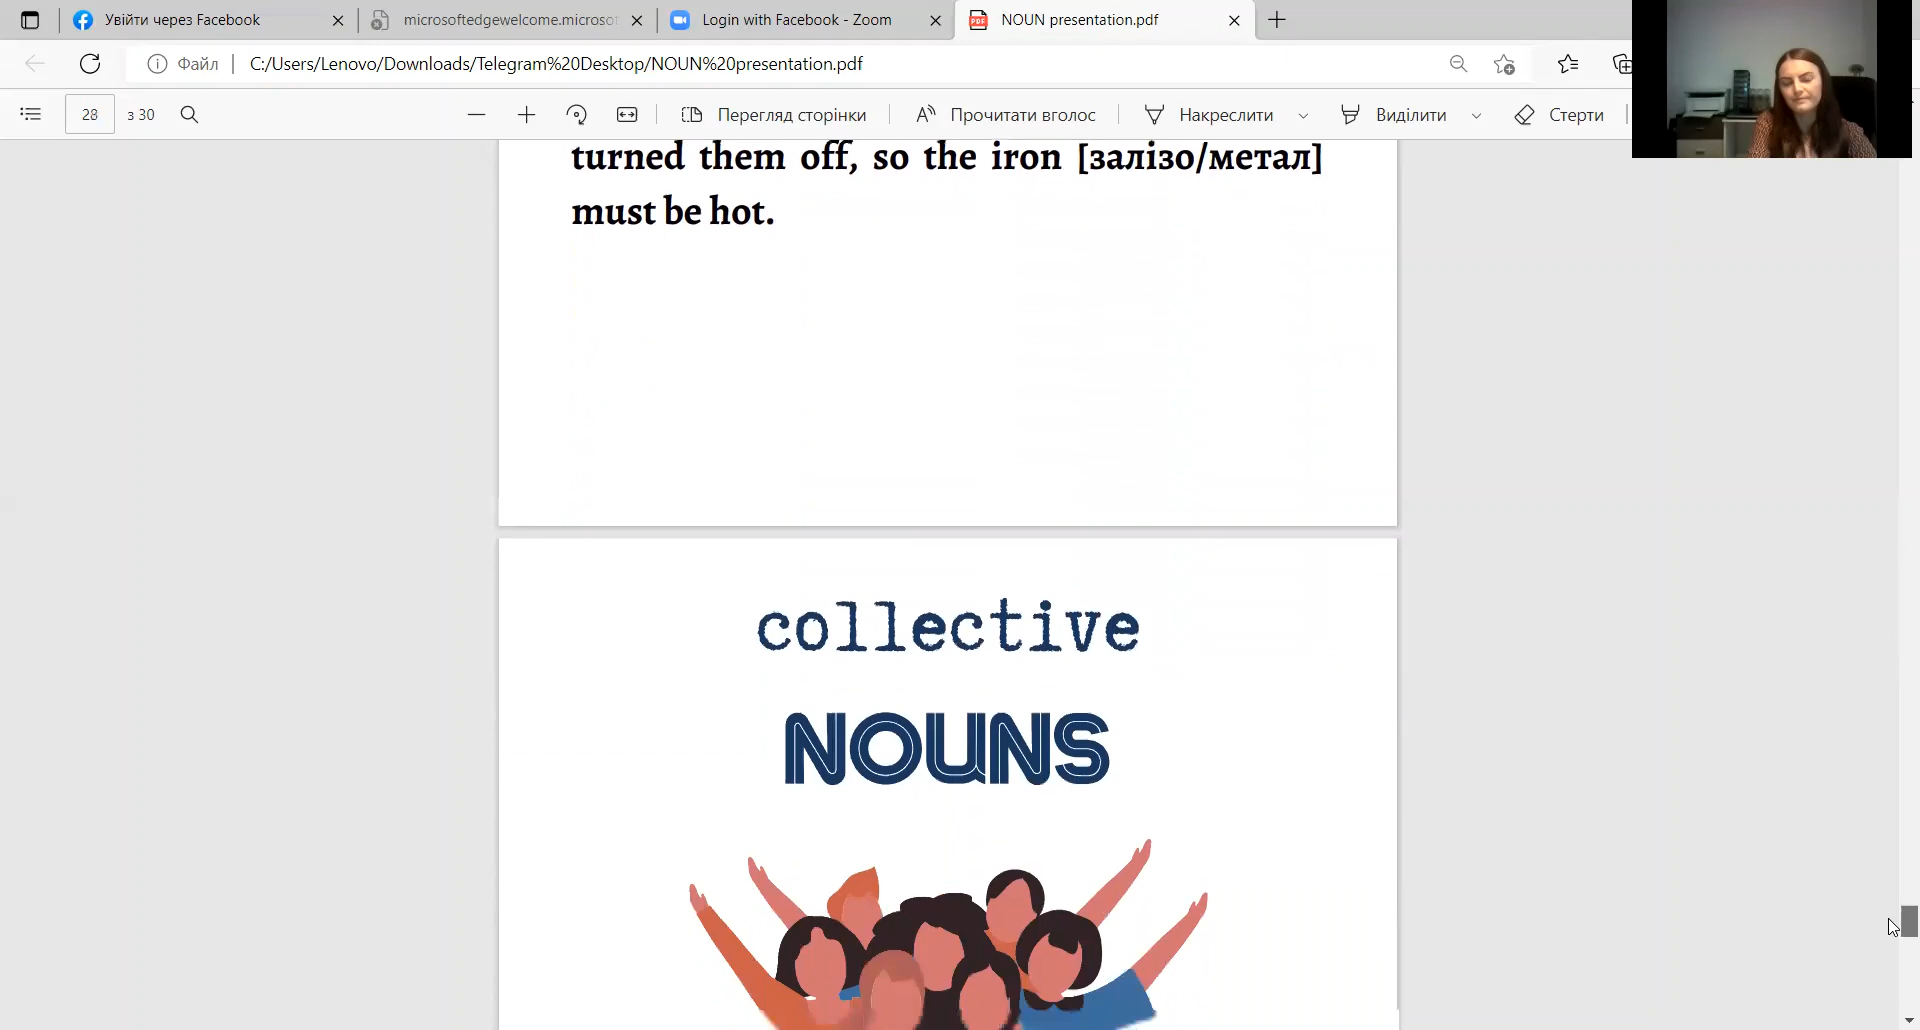 Увійти через Facebook
microsoftedgewelcome.microsof
Login with Facebook - Zoom
NOUN presentation.pdf
Файл
C:/Users/Lenovo/Downloads/Telegram%20Desktop/NOUN%20presentation.pdf
28 з 30
Перегляд сторінки
Прочитати вголос
Накреслити
Виділити
Стерти
turned them off, so the iron [залізо/метал]
must be hot.
collective
NOUNS